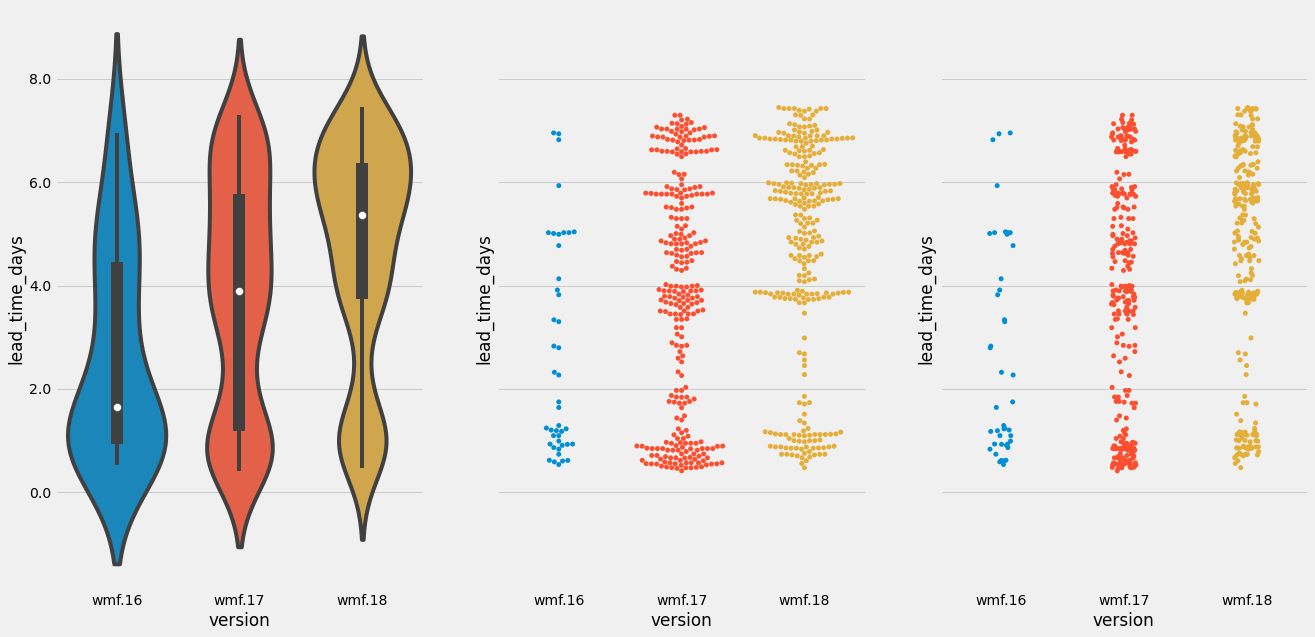 8.0
6.0
4.0
2.0
0.0
lead_time_days
wmf.16 wmf.17 wmf.18
version
lead_time_days
wmf.16 wmf.17 wmf.18
version
lead_time_days
wmf.16 wmf.17 wmf.18
version